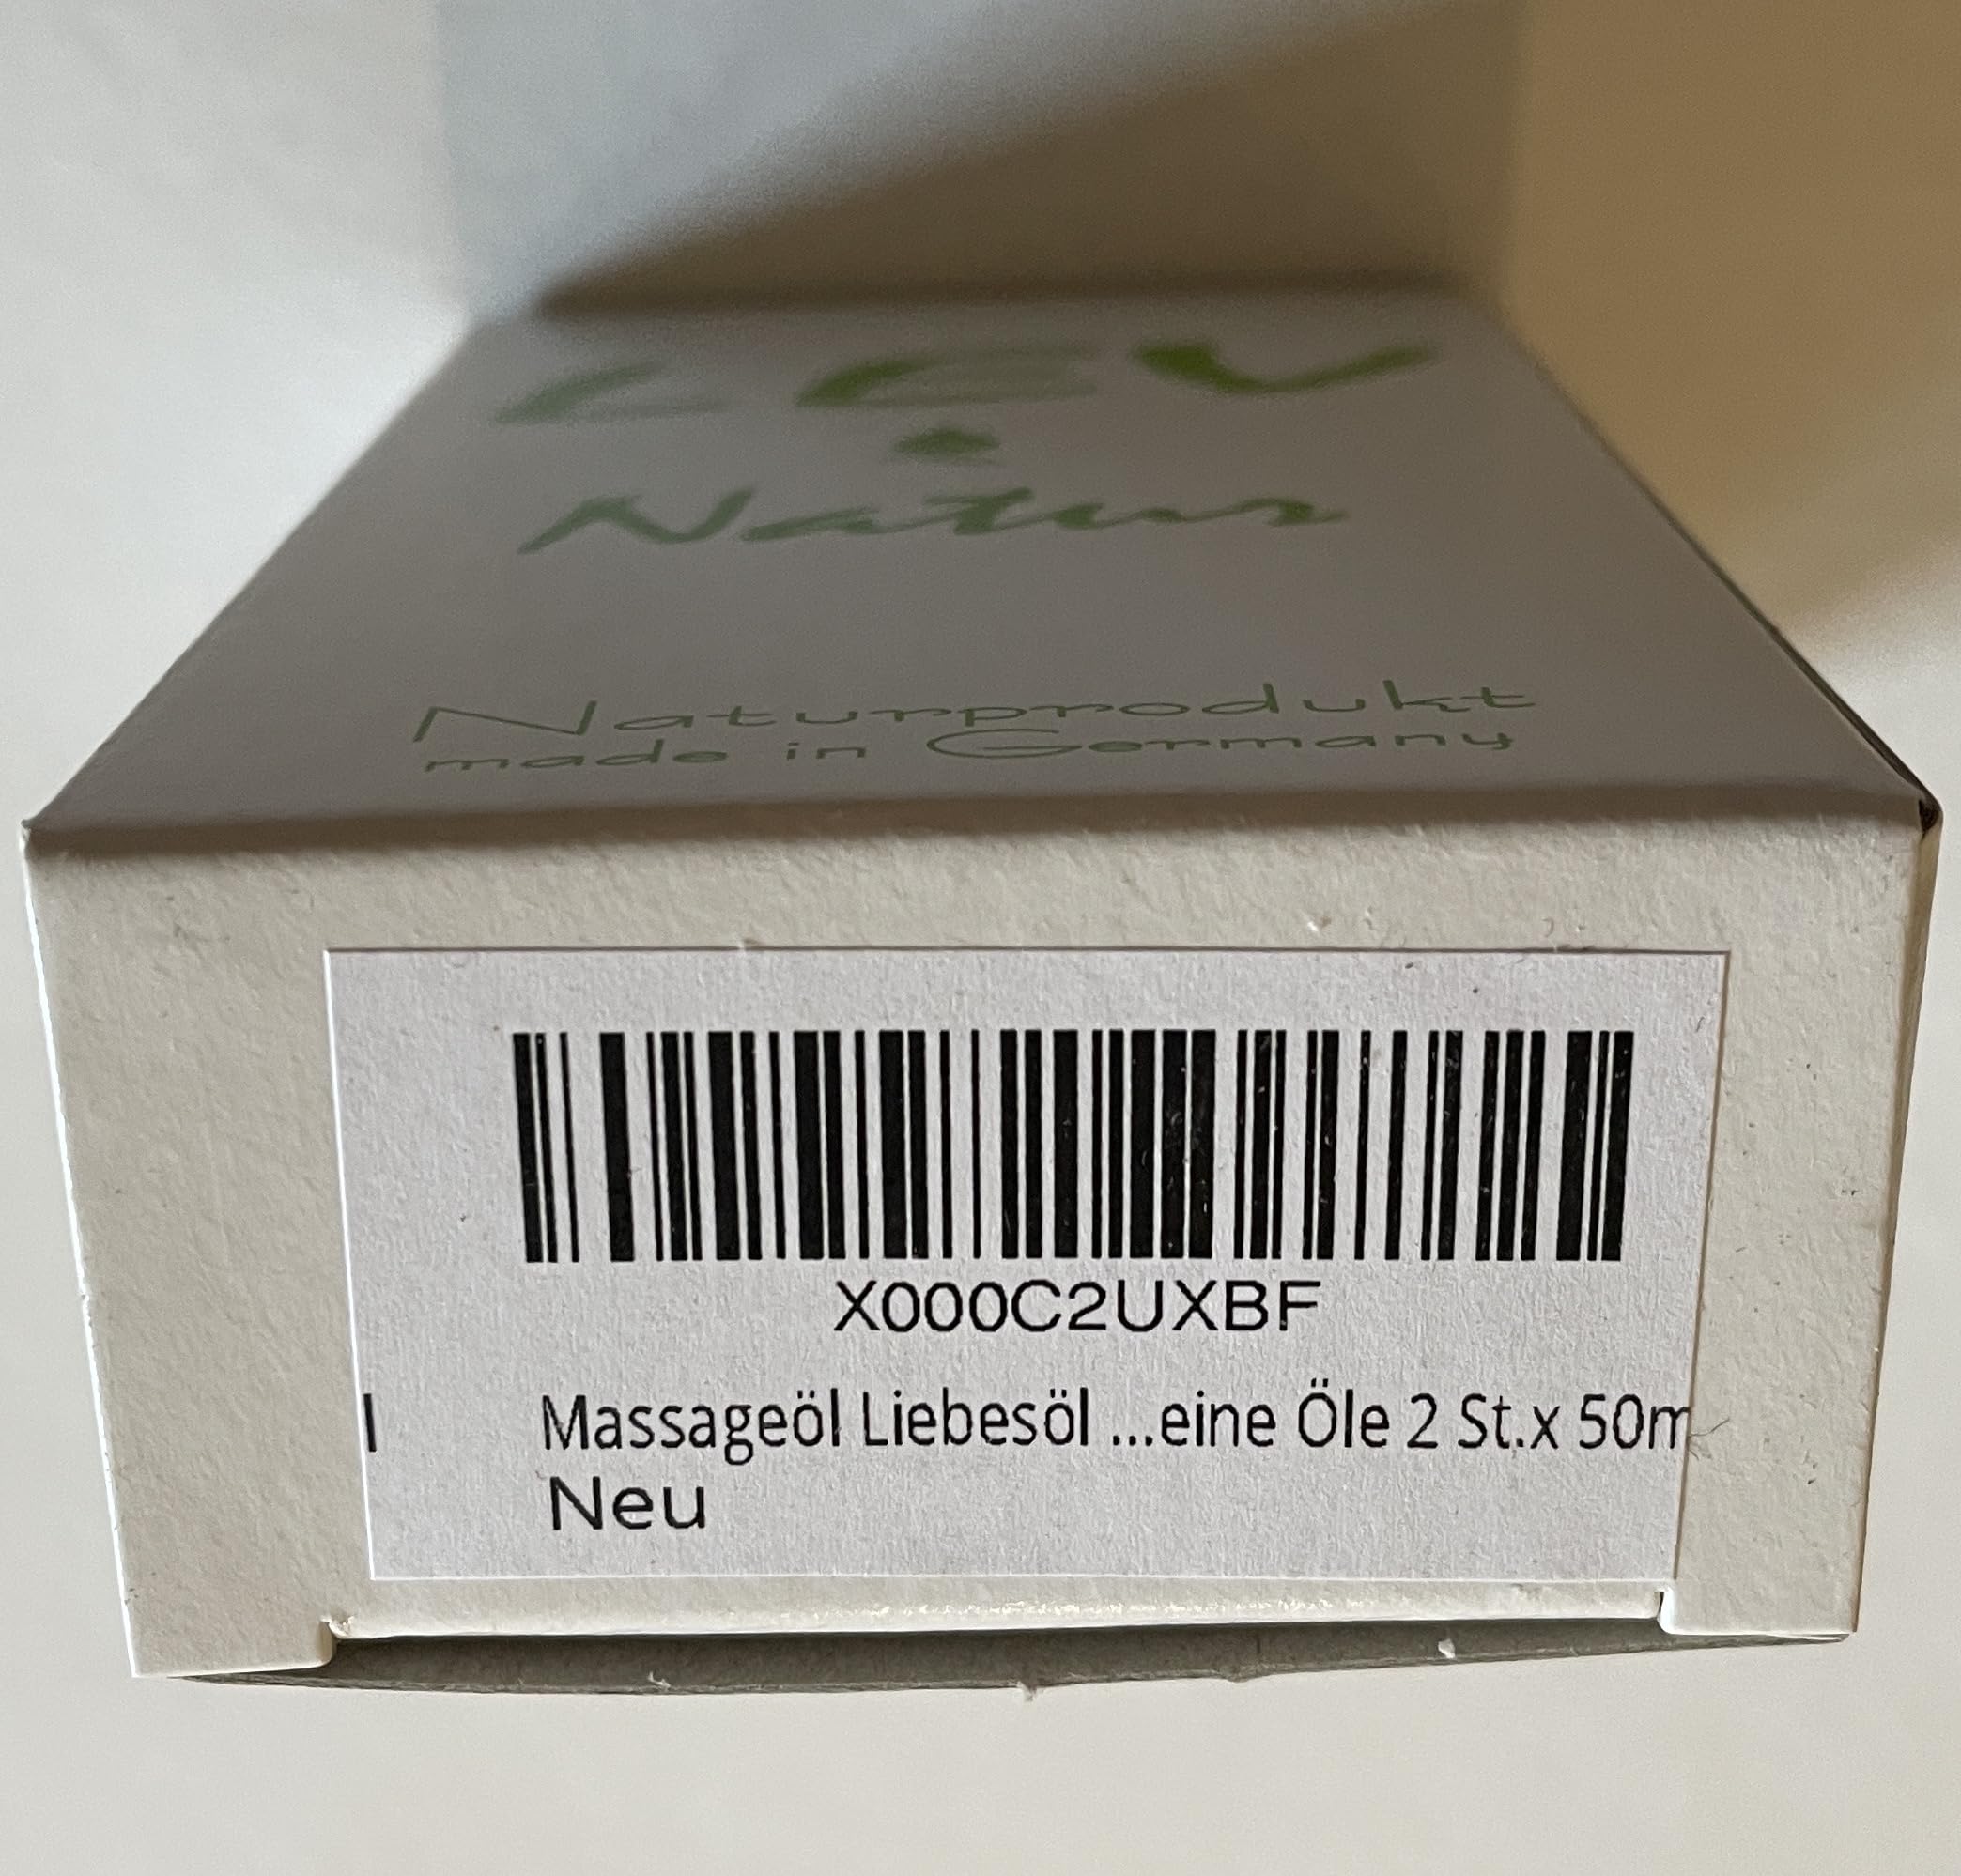 LEV
Natur
Naturprodukt
made in Germany
X000C2UXBF
Massageöl Liebesöl ...eine Öle 2 St.x 50m
l
Neu